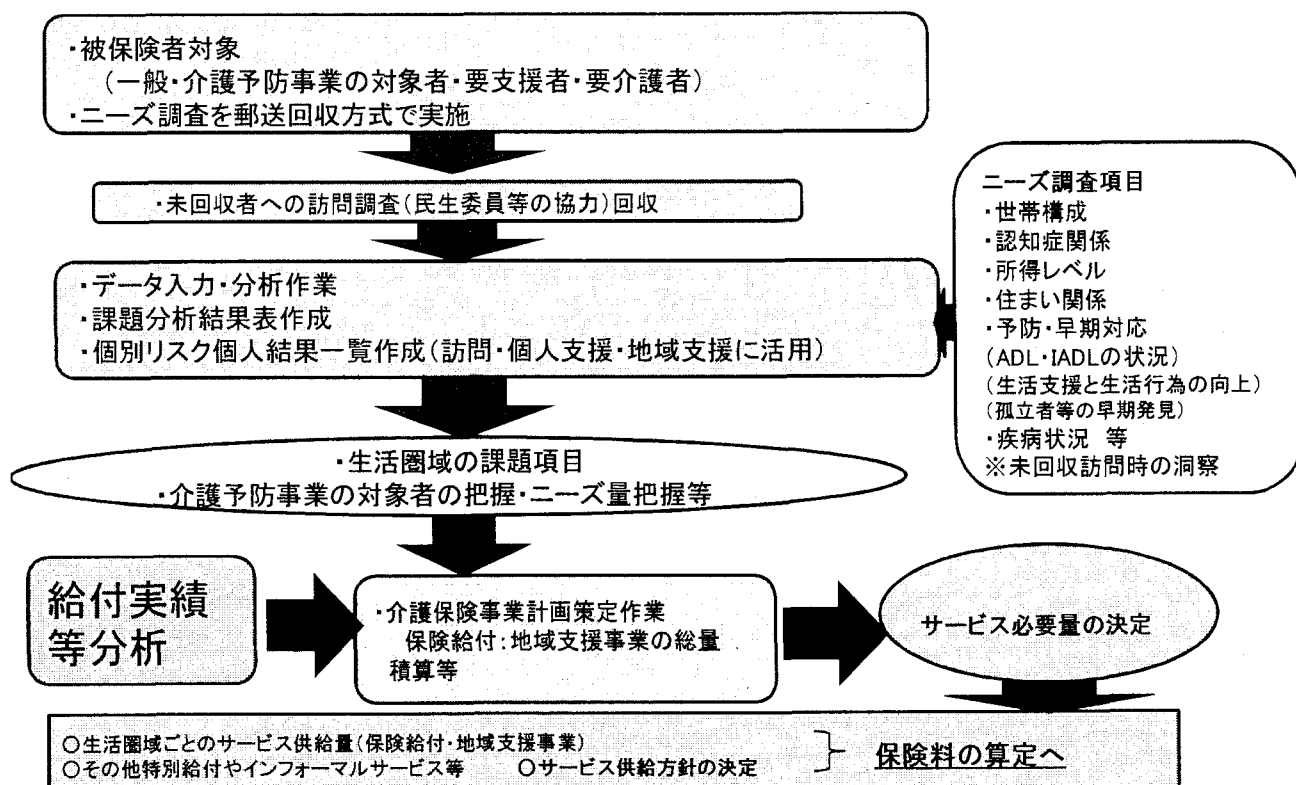 ・被保険者対象
（一般・介護予防事業の対象者・要支援者・要介護者）
・ニーズ調査を郵送回収方式で実施
・未回収者への訪問調査（民生委員等の協力）回収
・データ入力・分析作業
・課題分析結果表作成
・個別リスク個人結果一覧作成（訪問・個人支援・地域支援に活用）
ニーズ調査項目
・世帯構成
・認知症関係
・所得レベル
・住まい関係
・予防・早期対応
（ADL・IADLの状況）
（生活支援と生活行為の向上）
（孤立者等の早期発見）
・疾病状況　等
※未回収訪問時の洞察
・生活圏域の課題項目
・介護予防事業の対象者の把握・ニーズ量把握等
給付実績
等分析
・介護保険事業計画策定作業
保険給付：地域支援事業の総量
積算等
サービス必要量の決定
○生活圏域ごとのサービス供給量（保険給付・地域支援事業）
○その他特別給付やインフォーマルサービス等　○サービス供給方針の決定
保険料の算定へ